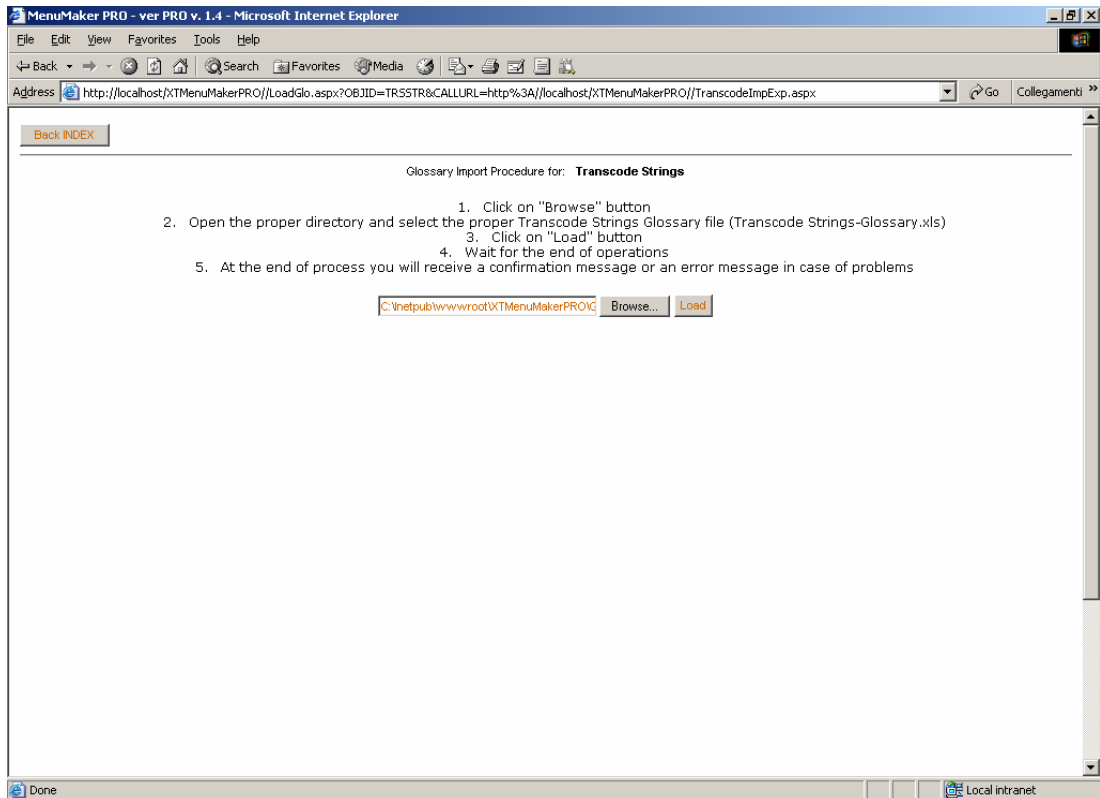 MenuMaker PRO - ver PRO v. 1.4 - Microsoft Internet Explorer
File Edit View Favorites Tools Help
Back Search Favorites Media
Address http://localhost/XTMenuMakerPRO//LoadGlo.aspx?OBJID=TRSSTR&CALLURL=http%3A//localhost/XTMenuMakerPRO//TranscodeImpExp.aspx Go Collegamenti »
Back INDEX
Glossary Import Procedure for: Transcode Strings
1. Click on "Browse" button
2. Open the proper directory and select the proper Transcode Strings Glossary file (Transcode Strings-Glossary.xls)
3. Click on "Load" button
4. Wait for the end of operations
5. At the end of process you will receive a confirmation message or an error message in case of problems
C:\Inetpub\wwwroot\XTMenuMakerPRO\G Browse... Load
Done Local intranet